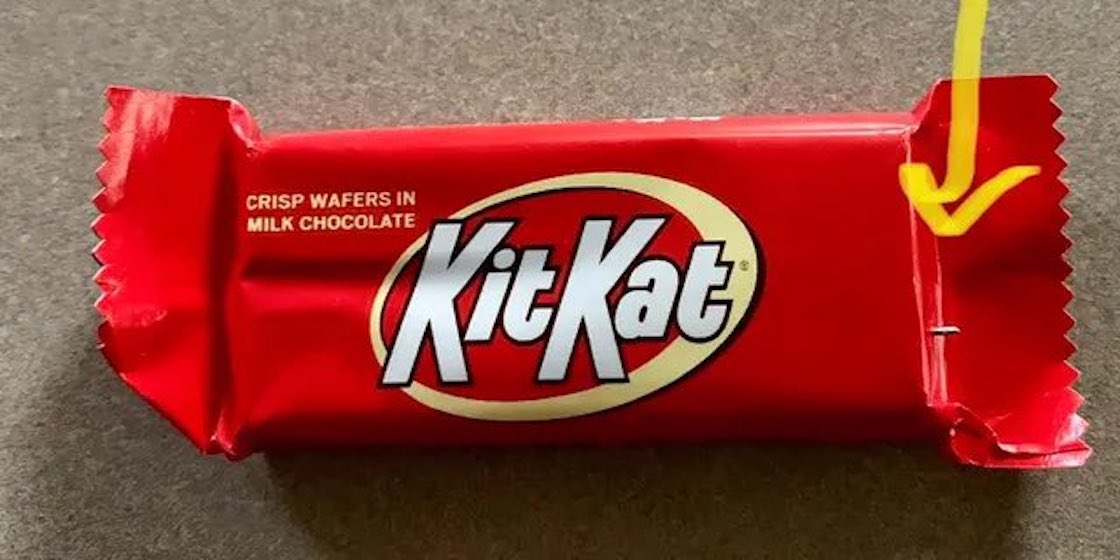 CRISP WAFERS IN
MILK CHOCOLATE
KitKat®